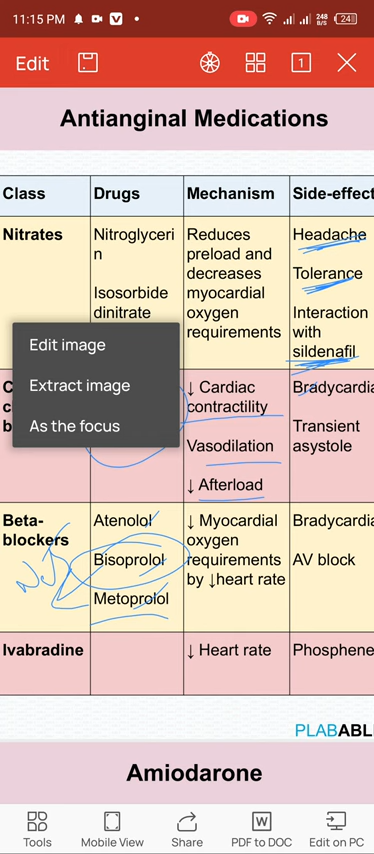 11:15 PM
248 B/S
24
Edit
1
Antianginal Medications
Class Drugs Mechanism Side-effect
Nitrates
Nitroglyceri
n
Isosorbide
dinitrate
Reduces
preload and
decreases
myocardial
oxygen
requirements
Headache
Tolerance
Interaction
with
sildenafil
Edit image
Extract image
As the focus
C
c
b
↓ Cardiac
contractility
Vasodilation
↓ Afterload
Bradycardia
Transient
asystole
Beta-
blockers
Atenolol
Bisoprolol
Metoprolol
↓ Myocardial
oxygen
requirements
by ↓heart rate
Bradycardia
AV block
Ivabradine
↓ Heart rate
Phosphene
PLABABL
Amiodarone
Tools
Mobile View
Share
W
PDF to DOC
Edit on PC